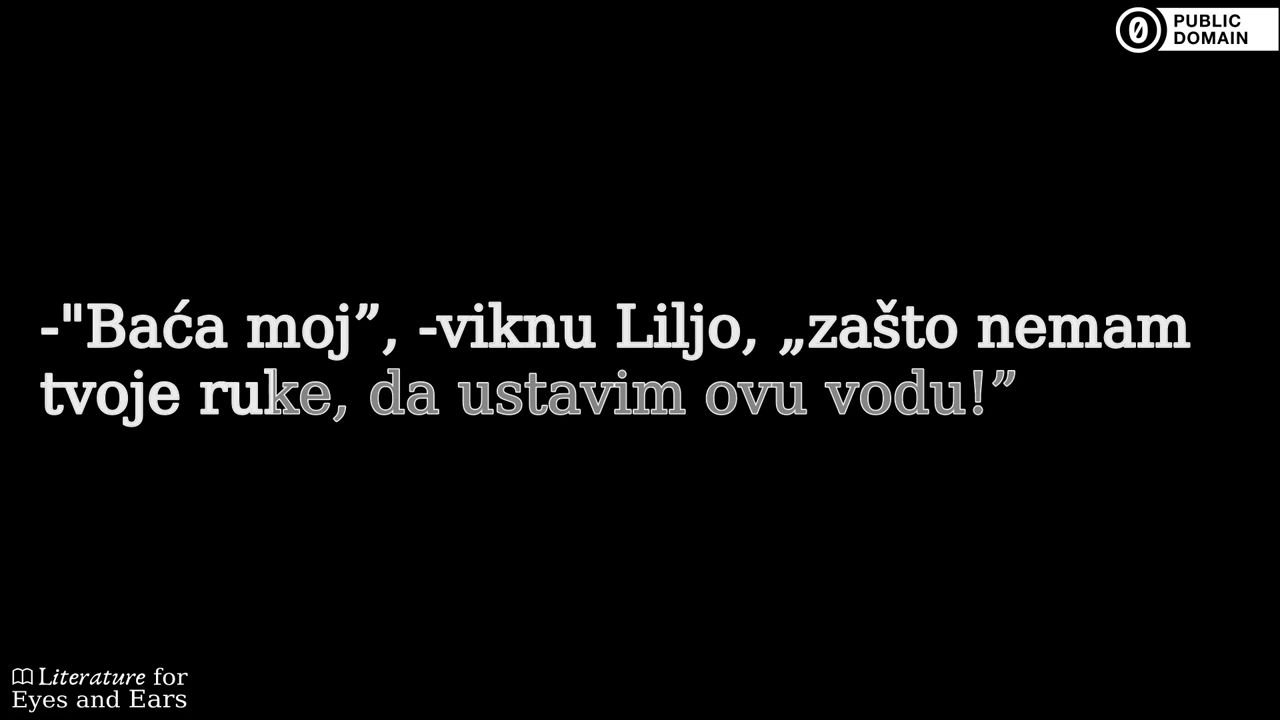 PUBLIC
DOMAIN
-"Baća moj”, -viknu Liljo, „zašto nemam
tvoje ruke, da ustavim ovu vodu!”
Literature for
Eyes and Ears